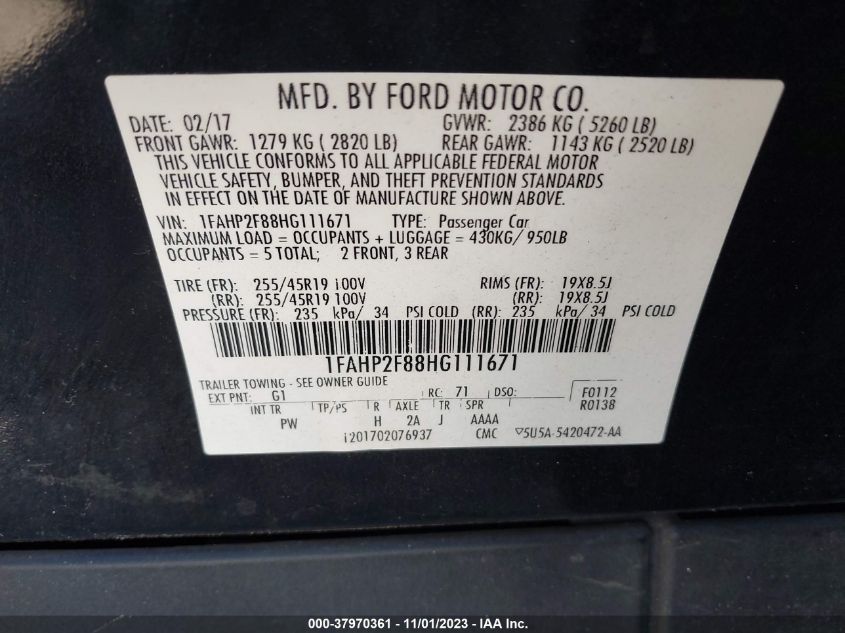 MFD. BY FORD MOTOR CO.
DATE: 02/17 GVWR: 2386 KG ( 5260 LB)
FRONT GAWR: 1279 KG ( 2820 LB) REAR GAWR: 1143 KG ( 2520 LB)
THIS VEHICLE CONFORMS TO ALL APPLICABLE FEDERAL MOTOR
VEHICLE SAFETY, BUMPER, AND THEFT PREVENTION STANDARDS
IN EFFECT ON THE DATE OF MANUFACTURE SHOWN ABOVE.
VIN: 1FAHP2F88HG111671 TYPE: Passenger Car
MAXIMUM LOAD = OCCUPANTS + LUGGAGE = 430KG/ 950LB
OCCUPANTS = 5 TOTAL; 2 FRONT, 3 REAR
TIRE (FR): 255/45R19 100V RIMS (FR): 19X8.5J
(RR): 255/45R19 100V (RR): 19X8.5J
PRESSURE (FR): 235 kPa/ 34 PSI COLD (RR): 235 kPa/ 34 PSI COLD
1FAHP2F88HG111671
TRAILER TOWING - SEE OWNER GUIDE
EXT PNT: G1 RC: 71 DSO: F0112
INT TR TP/PS R AXLE TR SPR R0138
PW H 2A J AAAA
i201702076937 CMC ▽5U5A-5420472-AA
000-37970361 - 11/01/2023 - IAA Inc.